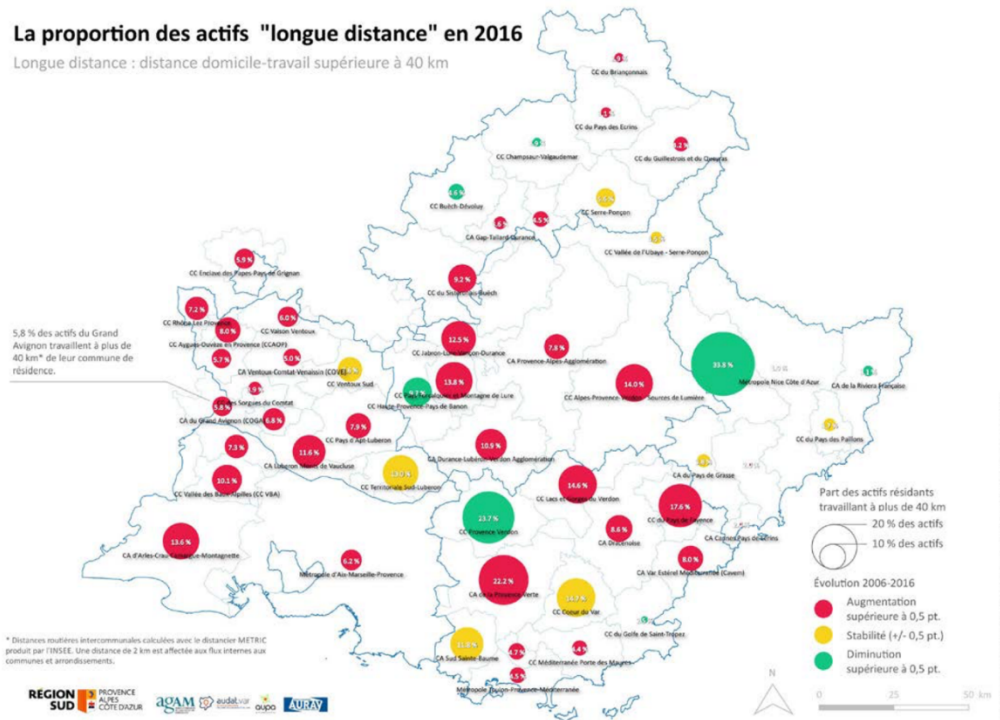 La proportion des actifs "longue distance" en 2016
Longue distance : distance domicile-travail supérieure à 40 km
CC du Briançonnais
CC du Pays des Ecrins
CC Champsaur-Valgaudemar
CC du Guillestrois et du Queyras
CC Buëch-Dévoluy
CC Serre-Ponçon
CA Gap-Tallard-Durance
CC Vallée de l'Ubaye - Serre-Ponçon
5,9 %
CC Enclave des Papes-Pays de Grignan
9.2 %
CC du Sisteronais-Buëch
7.2 %
CC Rhône Lez Provence
6.0 %
CC Vaison Ventoux
8.0 %
CC Aygues-Ouvèze en Provence (CCAOP)
5,8 % des actifs du Grand
Avignon travaillent à plus de
40 km* de leur commune de
résidence.
12.5 %
CC Jabron-Lure-Vançon-Durance
7.8 %
CA Provence-Alpes-Agglomération
5.7 %
5.0 %
CA Ventoux-Comtat-Venaissin (COVE)
CC Ventoux Sud
33.8 %
Métropole Nice Côte d'Azur
CA de la Riviera Française
13.8 %
CC Pays Forcalquier et Montagne de Lure
CC Haute-Provence-Pays de Banon
14.0 %
CC Alpes-Provence-Verdon - Sources de Lumière
des Sorgues du Comtat
5.8 %
CA du Grand Avignon (COGA)
6.8 %
7.9 %
CC Pays d'Apt-Luberon
CC du Pays des Paillons
7.3 %
11.6 %
CA Luberon Monts de Vaucluse
10.9 %
CA Durance-Lubéron-Verdon Agglomération
CC Territoriale Sud-Luberon
CA du Pays de Grasse
10.1 %
CC Vallée des Baux-Alpilles (CC VBA)
14.6 %
CC Lacs et Gorges du Verdon
17.6 %
CC du Pays de Fayence
23.7 %
CC Provence-Verdon
8.6 %
CA Dracénoise
CA Cannes Pays de Lérins
13.6 %
CA d'Arles-Crau-Camargue-Montagnette
6.2 %
Métropole d'Aix-Marseille-Provence
8.0 %
CA Var Estérel Méditerranée (Cavem)
22.2 %
CA de la Provence Verte
CC Coeur du Var
CC du Golfe de Saint-Tropez
CA Sud Sainte Baume
CC Méditerranée Porte des Maures
Métropole Toulon-Provence-Méditerranée
Part des actifs résidants
travaillant à plus de 40 km
20 % des actifs
10 % des actifs
Évolution 2006-2016
Augmentation
supérieure à 0,5 pt.
Stabilité (+/- 0,5 pt.)
Diminution
supérieure à 0,5 pt.
* Distances routières intercommunales calculées avec le distancier METRIC
produit par l'INSEE. Une distance de 2 km est affectée aux flux internes aux
communes et arrondissements.
RÉGION
SUD
PROVENCE
ALPES
CÔTE D'AZUR
agam
audat.var
aupa
AURAV
N
0 25 50 km